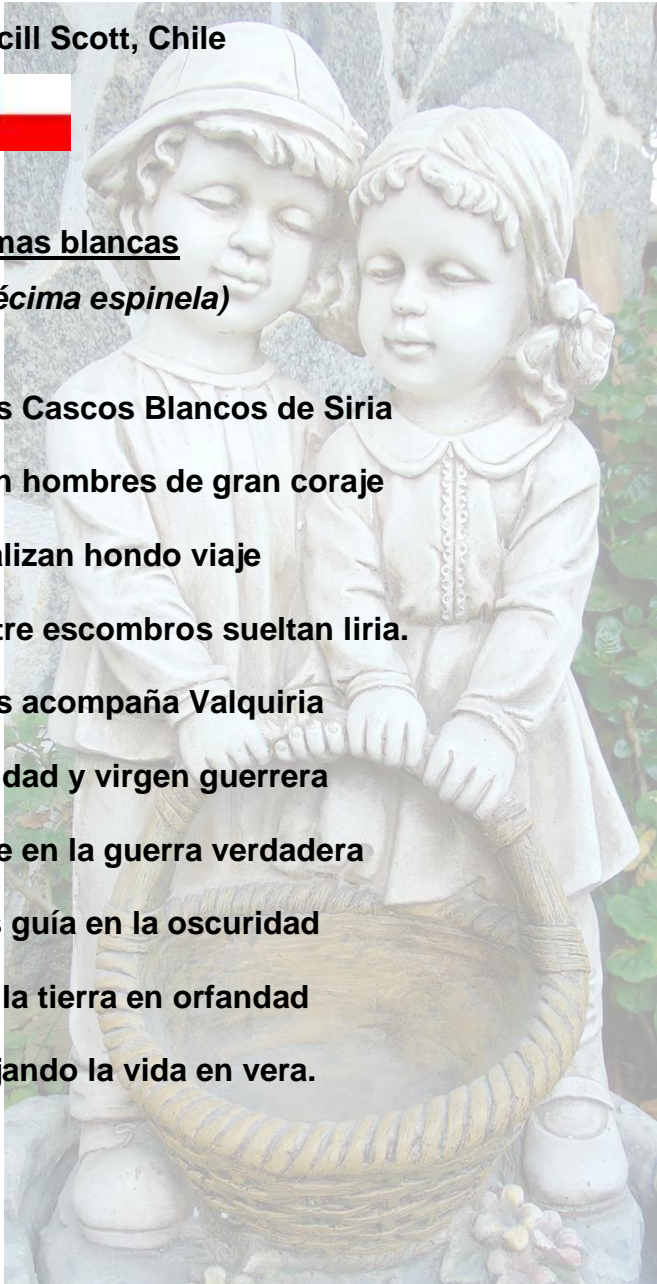 cill Scott, Chile
mas blancas
écima espinela)
s Cascos Blancos de Siria
n hombres de gran coraje
alizan hondo viaje
tre escombros sueltan liria.
s acompaña Valquiria
dad y virgen guerrera
e en la guerra verdadera
s guía en la oscuridad
la tierra en orfandad
jando la vida en vera.